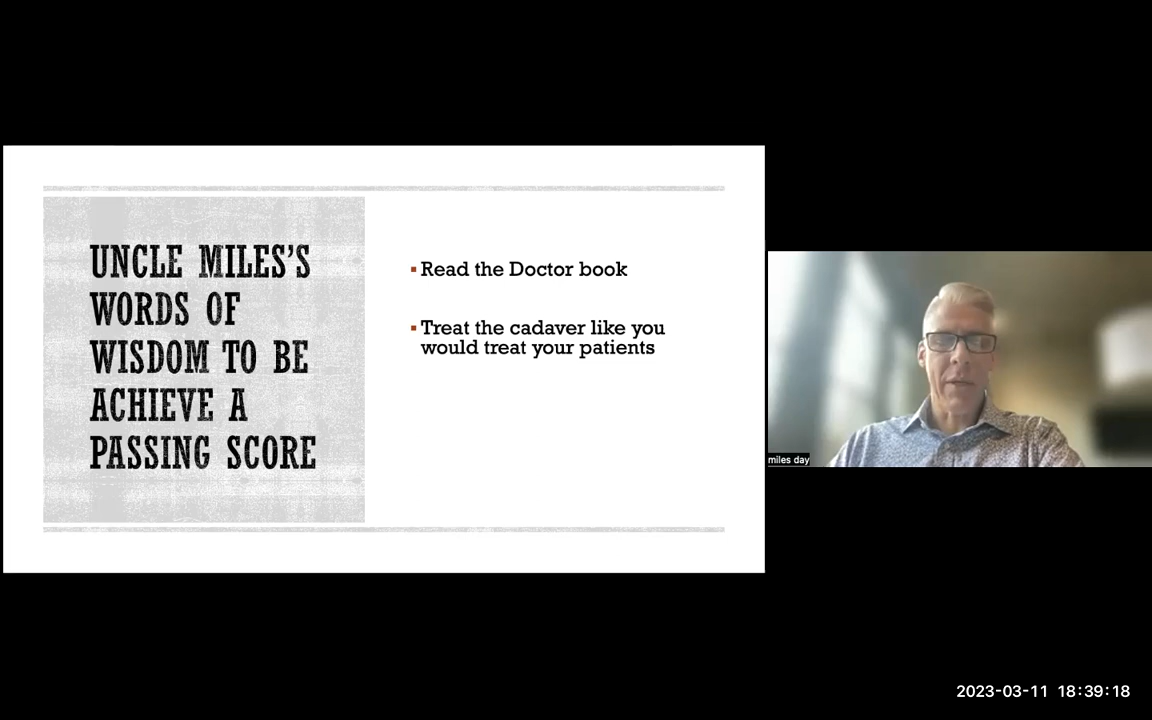 UNCLE MILES’S
WORDS OF
WISDOM TO BE
ACHIEVE A
PASSING SCORE
▪ Read the Doctor book
▪ Treat the cadaver like you
would treat your patients
miles day
2023-03-11 18:39:18